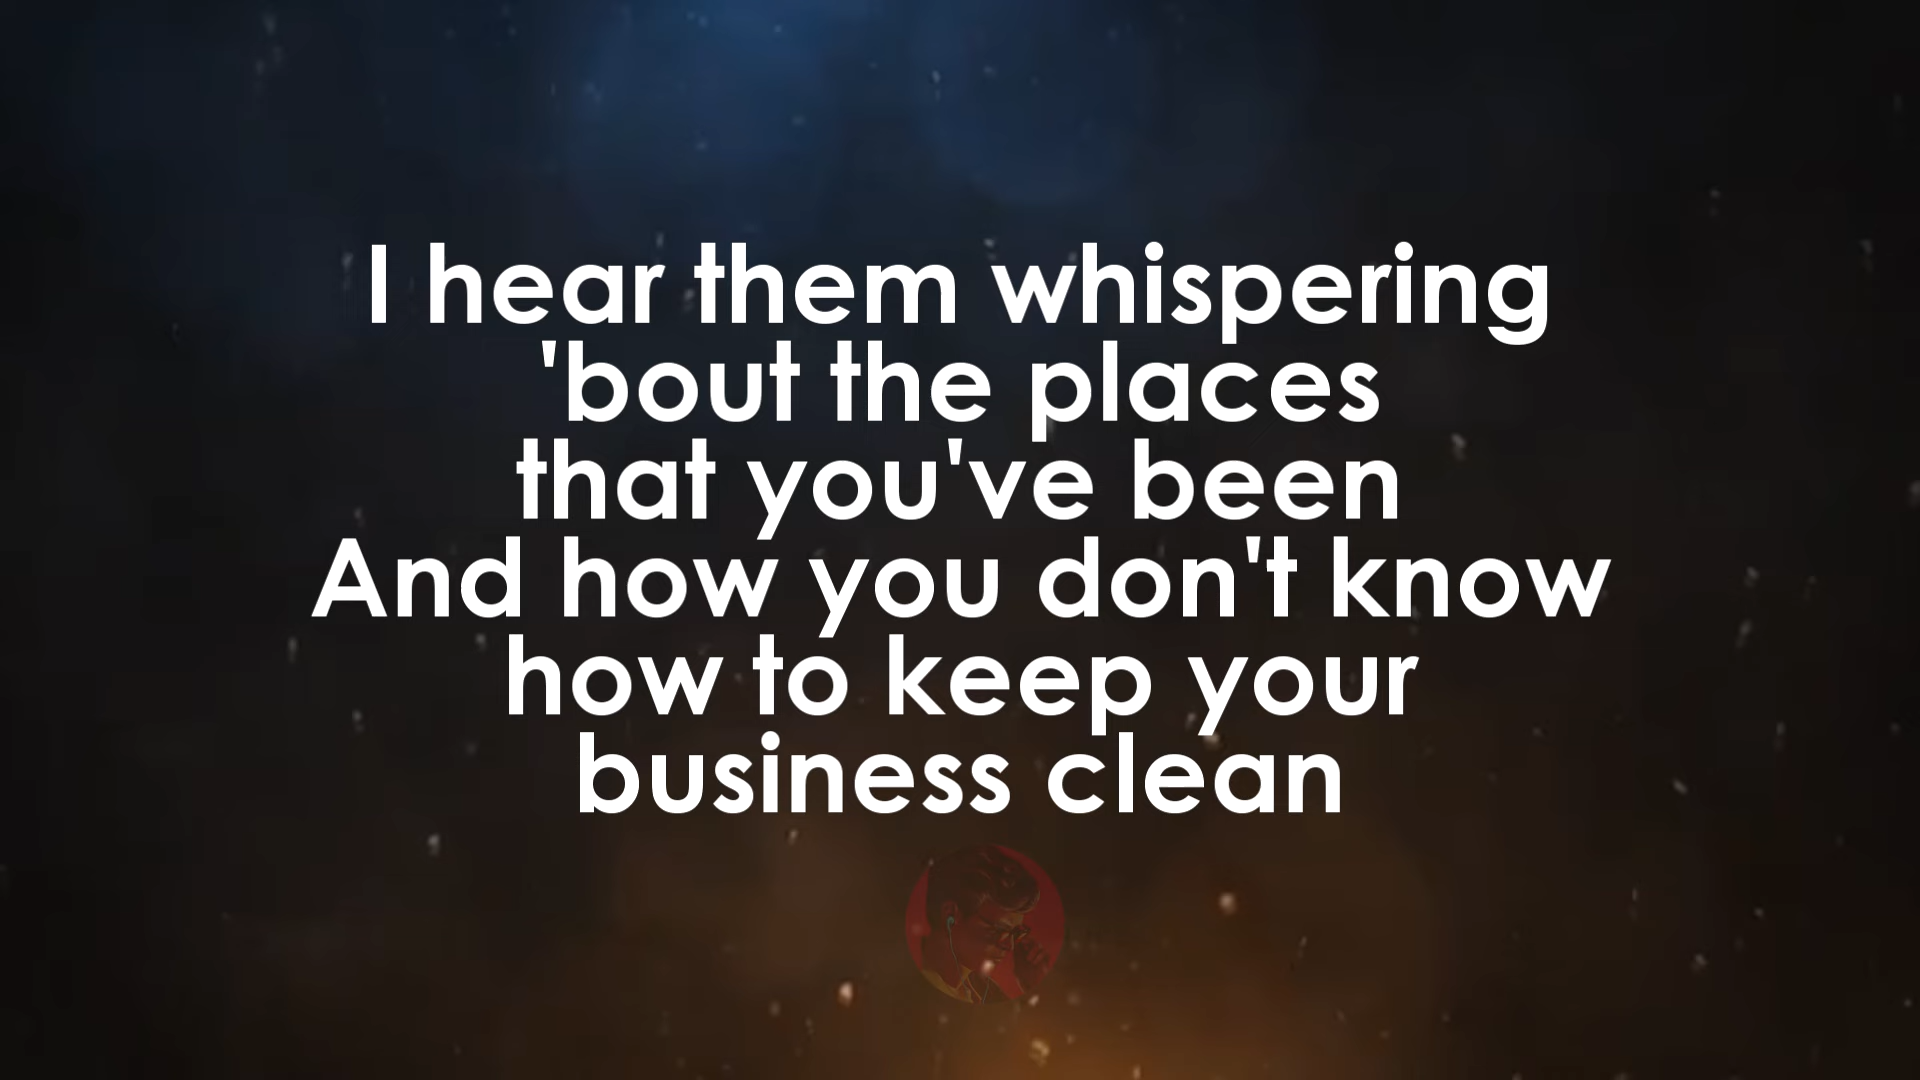 I hear them whispering
'bout the places
that you've been
And how you don't know
how to keep your
business clean